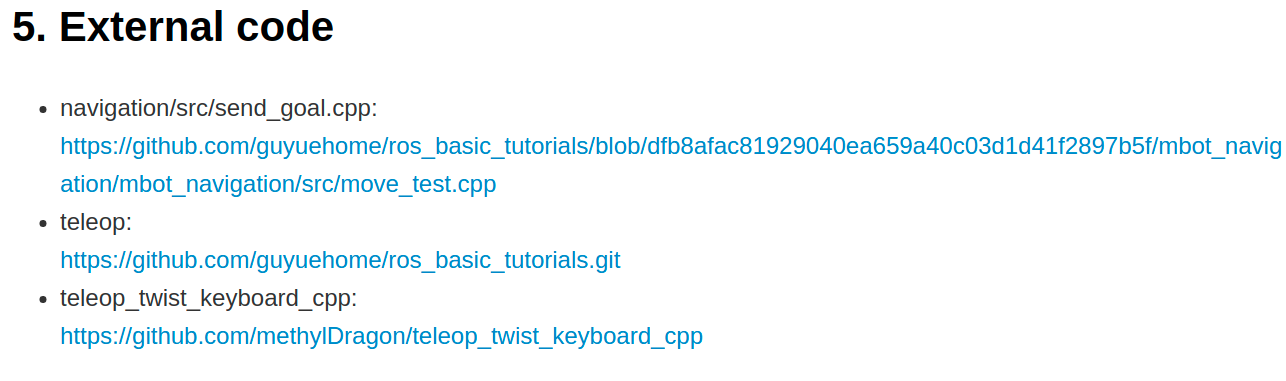 5. External code
• navigation/src/send_goal.cpp:
https://github.com/guyuehome/ros_basic_tutorials/blob/dfb8afac81929040ea659a40c03d1d41f2897b5f/mbot_navig
ation/mbot_navigation/src/move_test.cpp
• teleop:
https://github.com/guyuehome/ros_basic_tutorials.git
• teleop_twist_keyboard_cpp:
https://github.com/methylDragon/teleop_twist_keyboard_cpp